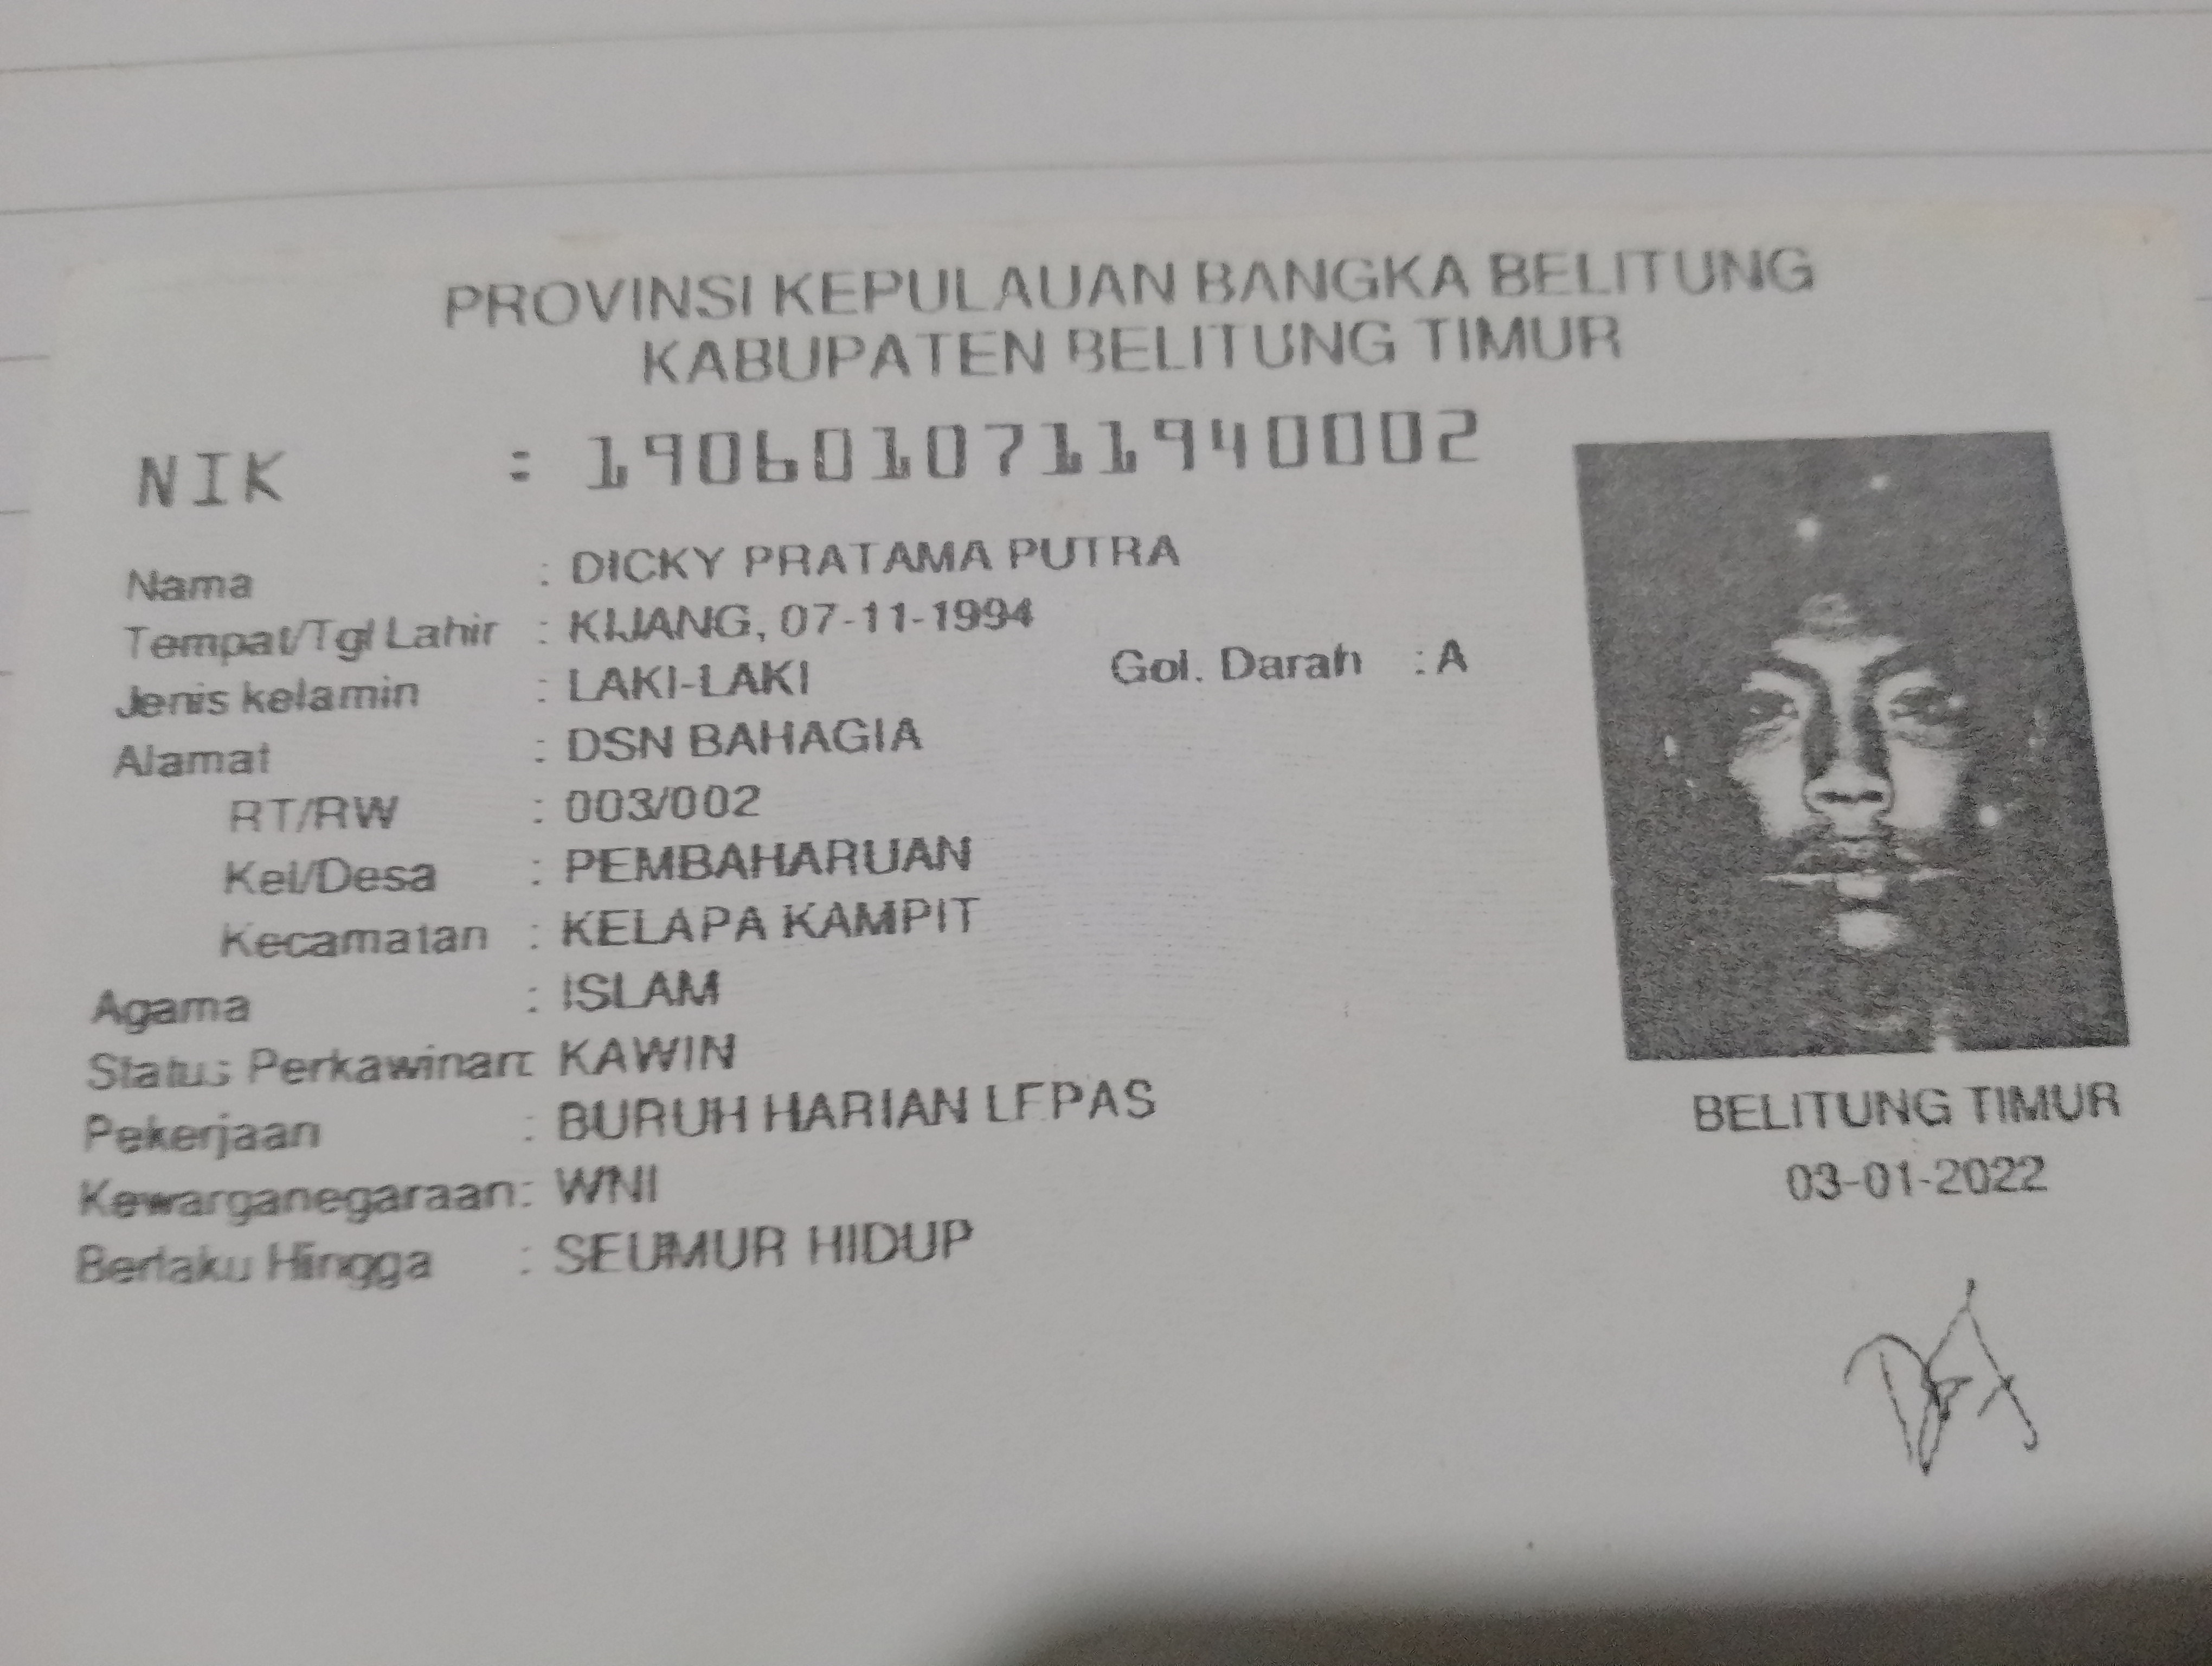 PROVINSI KEPULAUAN BANGKA BELITUNG
KABUPATEN BELITUNG TIMUR
NIK : 1906010711940002
Nama : DICKY PRATAMA PUTRA
Tempat/Tgl Lahir : KIJANG, 07-11-1994
Jenis kelamin : LAKI-LAKI Gol. Darah : A
Alamat : DSN BAHAGIA
RT/RW : 003/002
Kel/Desa : PEMBAHARUAN
Kecamatan : KELAPA KAMPIT
Agama : ISLAM
Status Perkawinan: KAWIN
Pekerjaan : BURUH HARIAN LEPAS
Kewarganegaraan: WNI
Berlaku Hingga : SEUMUR HIDUP
BELITUNG TIMUR
03-01-2022